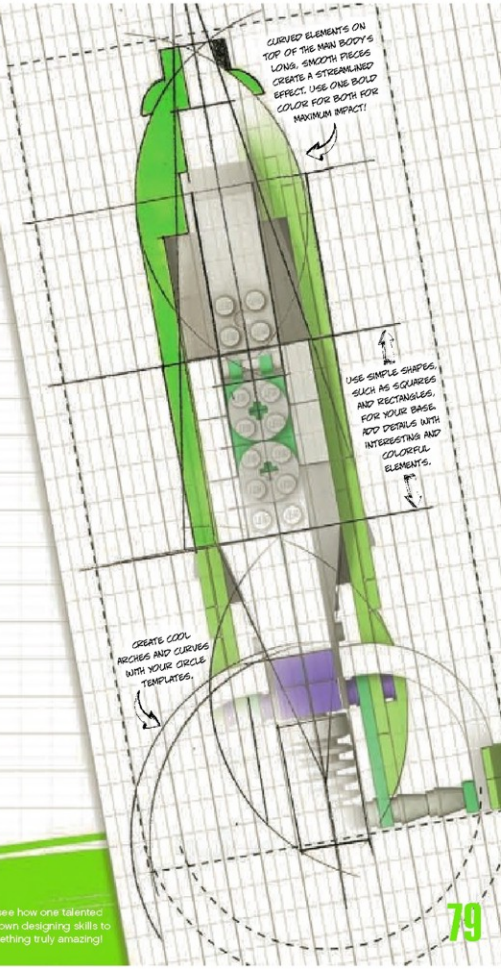 CURVED ELEMENTS ON
TOP OF THE MAIN BODY'S
LONG, SMOOTH PIECES
CREATE A STREAMLINED
EFFECT. USE ONE BOLD
COLOR FOR BOTH FOR
MAXIMUM IMPACT!
USE SIMPLE SHAPES,
SUCH AS SQUARES
AND RECTANGLES,
FOR YOUR BASE.
ADD DETAILS WITH
INTERESTING AND
COLORFUL
ELEMENTS.
CREATE COOL
ARCHES AND CURVES
WITH YOUR CIRCLE
TEMPLATES.
see how one talented
own designing skills to
ething truly amazing!
79